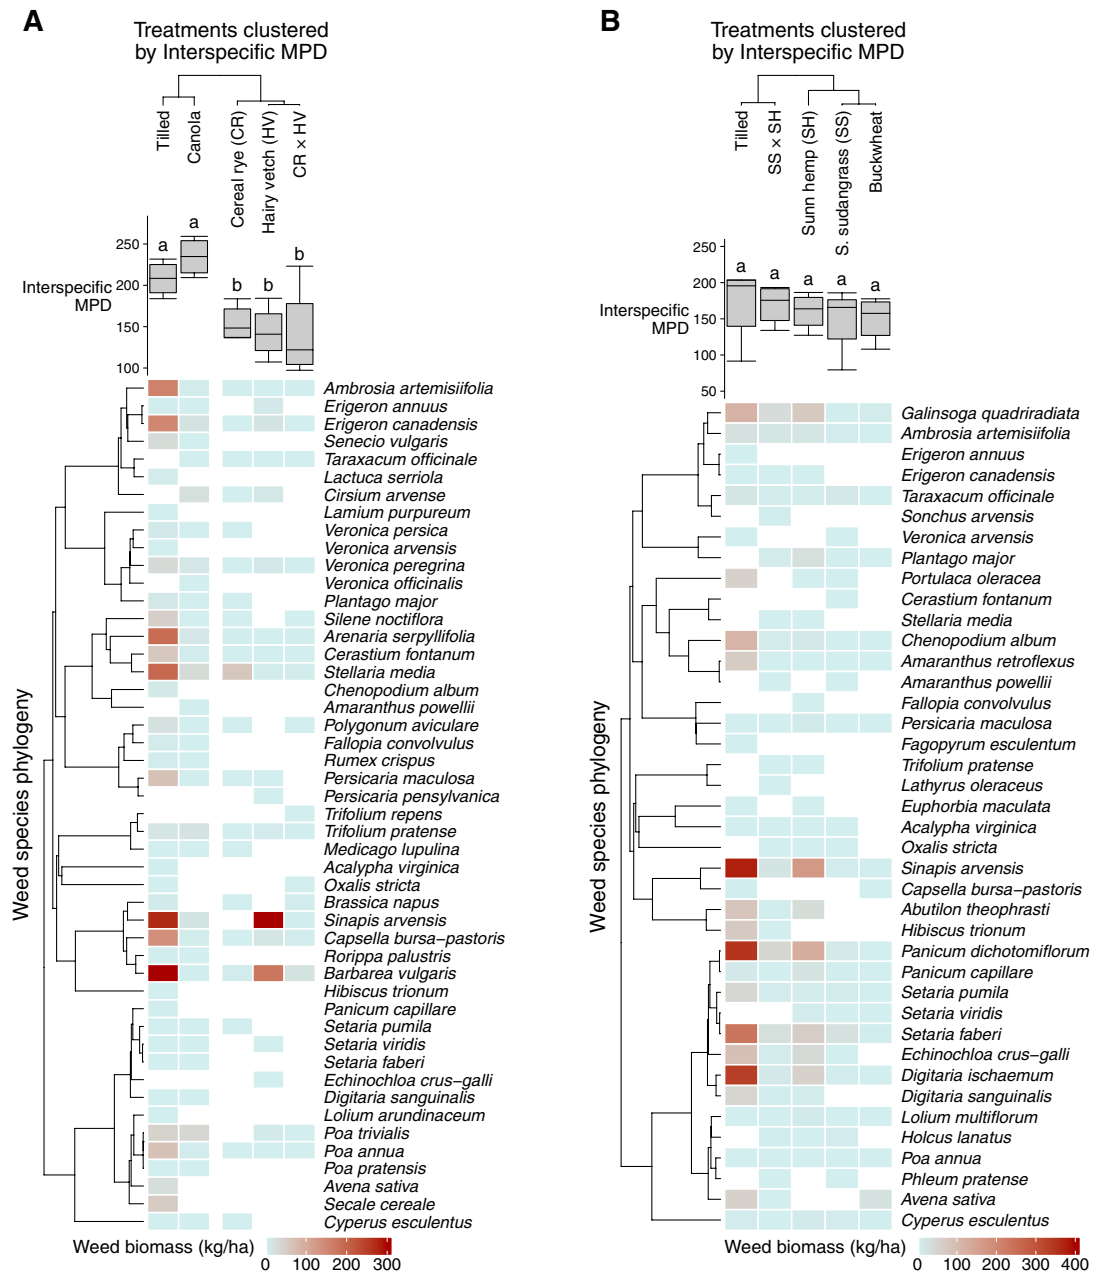 A
Treatments clustered
by Interspecific MPD
Tilled
Canola
Cereal rye (CR)
Hairy vetch (HV)
CR × HV
250
200
150
100
Interspecific
MPD
a
a
b
b
b
Weed species phylogeny
Ambrosia artemisiifolia
Erigeron annuus
Erigeron canadensis
Senecio vulgaris
Taraxacum officinale
Lactuca serriola
Cirsium arvense
Lamium purpureum
Veronica persica
Veronica arvensis
Veronica peregrina
Veronica officinalis
Plantago major
Silene noctiflora
Arenaria serpyllifolia
Cerastium fontanum
Stellaria media
Chenopodium album
Amaranthus powellii
Polygonum aviculare
Fallopia convolvulus
Rumex crispus
Persicaria maculosa
Persicaria pensylvanica
Trifolium repens
Trifolium pratense
Medicago lupulina
Acalypha virginica
Oxalis stricta
Brassica napus
Sinapis arvensis
Capsella bursa−pastoris
Rorippa palustris
Barbarea vulgaris
Hibiscus trionum
Panicum capillare
Setaria pumila
Setaria viridis
Setaria faberi
Echinochloa crus−galli
Digitaria sanguinalis
Lolium arundinaceum
Poa trivialis
Poa annua
Poa pratensis
Avena sativa
Secale cereale
Cyperus esculentus
Weed biomass (kg/ha)
0 100 200 300
B
Treatments clustered
by Interspecific MPD
Tilled
SS × SH
Sunn hemp (SH)
S. sudangrass (SS)
Buckwheat
250
200
150
100
50
Interspecific
MPD
a
a
a
a
a
Weed species phylogeny
Galinsoga quadriradiata
Ambrosia artemisiifolia
Erigeron annuus
Erigeron canadensis
Taraxacum officinale
Sonchus arvensis
Veronica arvensis
Plantago major
Portulaca oleracea
Cerastium fontanum
Stellaria media
Chenopodium album
Amaranthus retroflexus
Amaranthus powellii
Fallopia convolvulus
Persicaria maculosa
Fagopyrum esculentum
Trifolium pratense
Lathyrus oleraceus
Euphorbia maculata
Acalypha virginica
Oxalis stricta
Sinapis arvensis
Capsella bursa−pastoris
Abutilon theophrasti
Hibiscus trionum
Panicum dichotomiflorum
Panicum capillare
Setaria pumila
Setaria viridis
Setaria faberi
Echinochloa crus−galli
Digitaria ischaemum
Digitaria sanguinalis
Lolium multiflorum
Holcus lanatus
Poa annua
Phleum pratense
Avena sativa
Cyperus esculentus
Weed biomass (kg/ha)
0 100 200 300 400